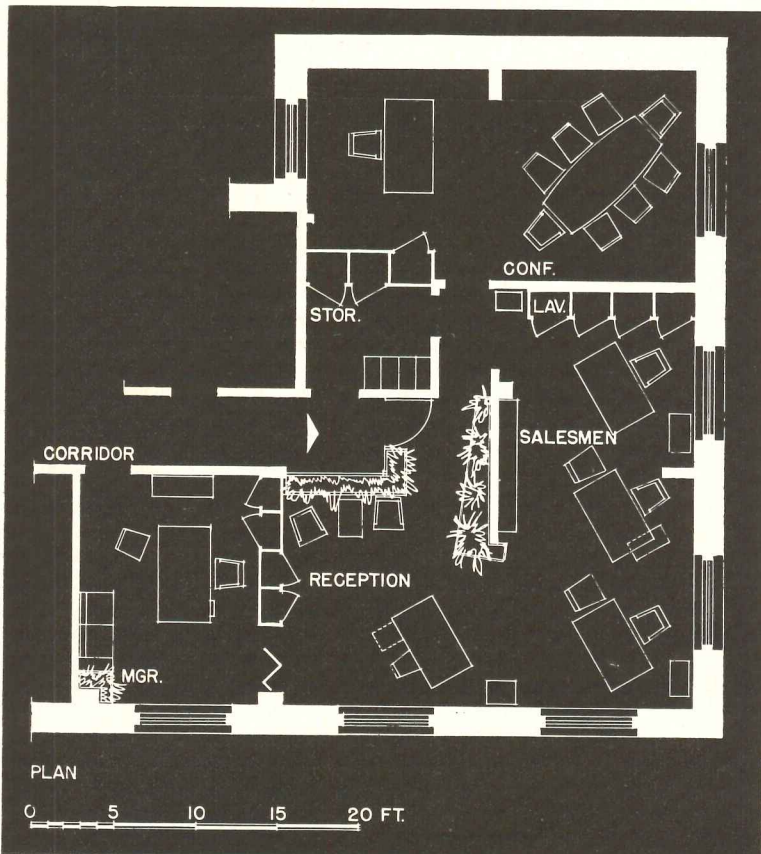 CONF.
STOR.
LAV.
SALESMEN
CORRIDOR
RECEPTION
MGR.
PLAN
0 5 10 15 20 FT.